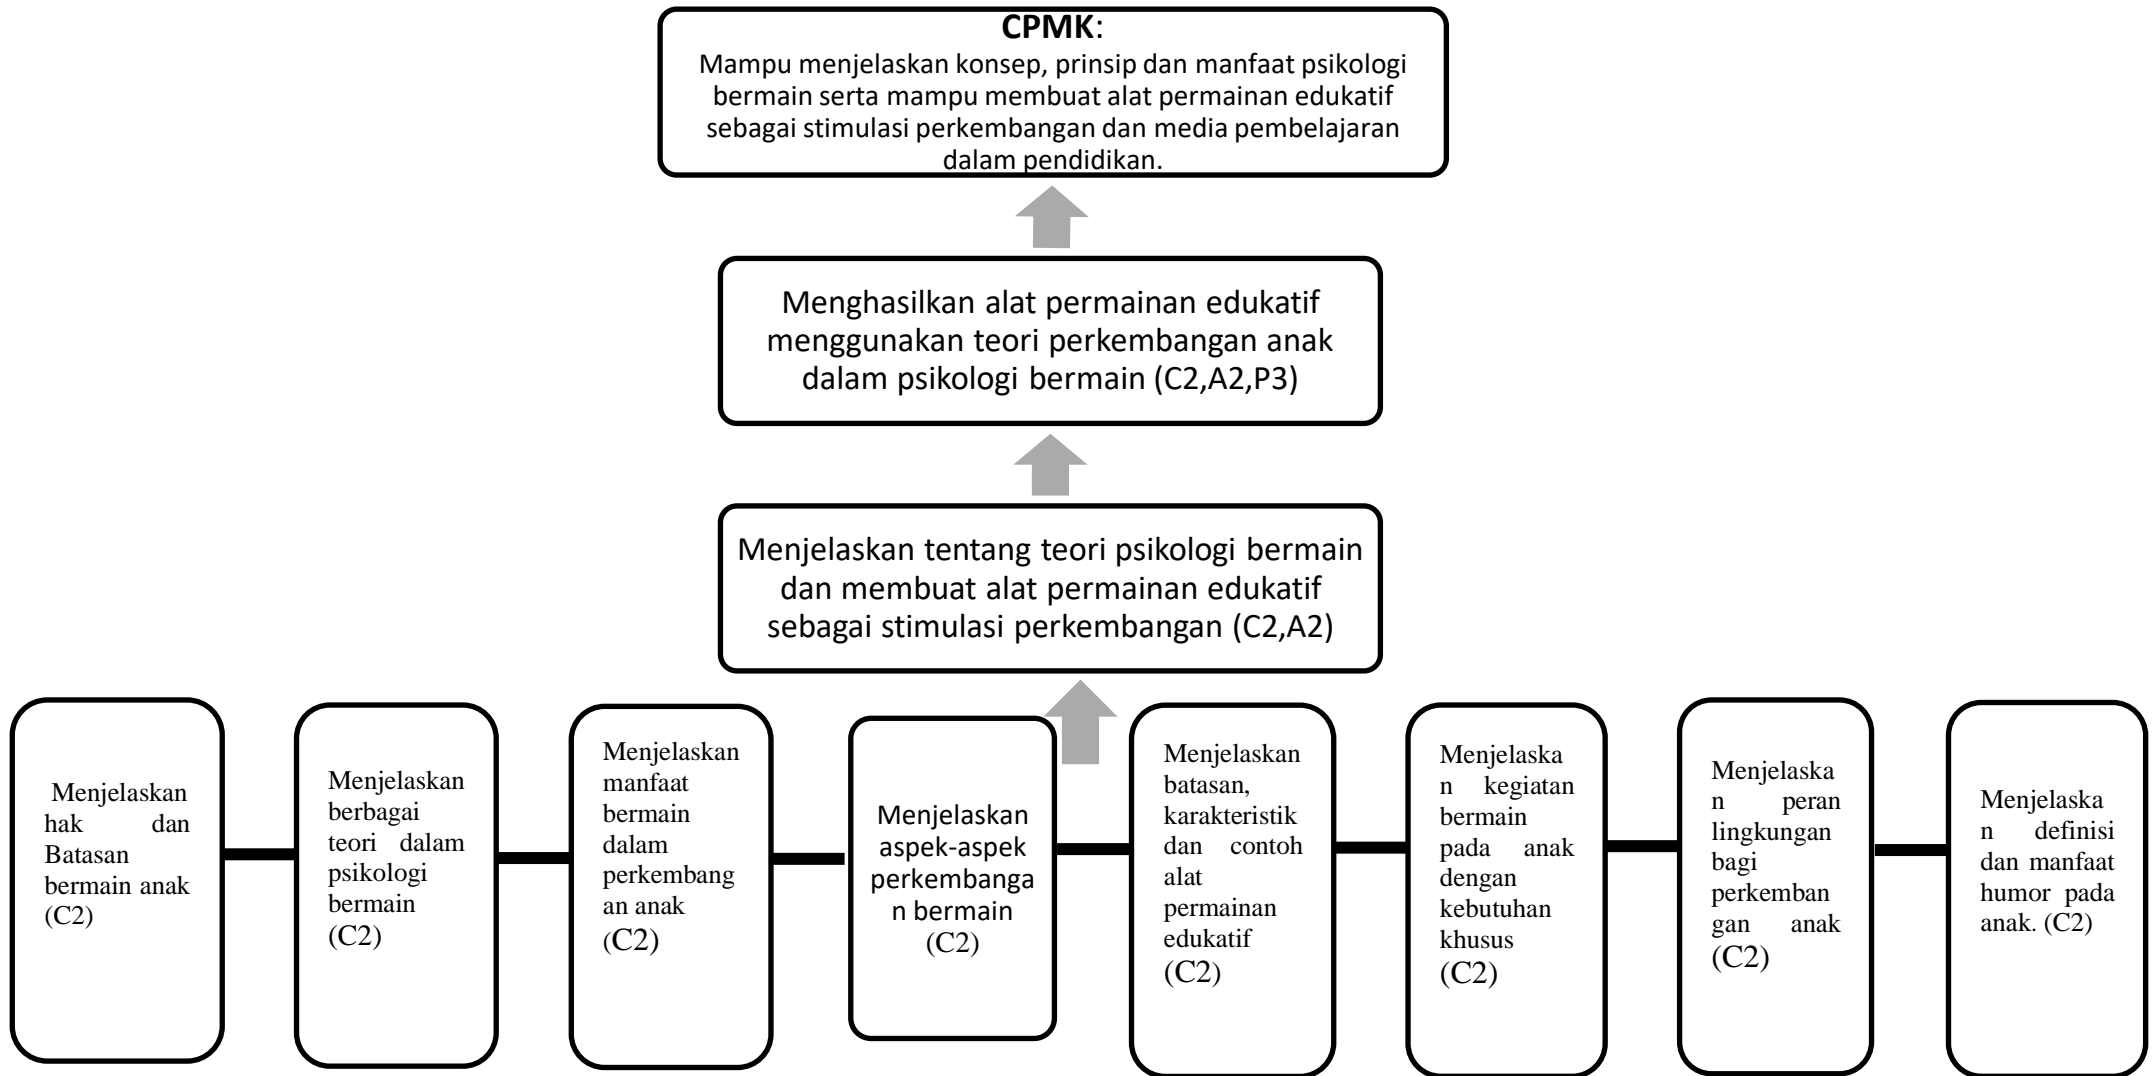 CPMK:
Mampu menjelaskan konsep, prinsip dan manfaat psikologi
bermain serta mampu membuat alat permainan edukatif
sebagai stimulasi perkembangan dan media pembelajaran
dalam pendidikan.
Menghasilkan alat permainan edukatif
menggunakan teori perkembangan anak
dalam psikologi bermain (C2,A2,P3)
Menjelaskan tentang teori psikologi bermain
dan membuat alat permainan edukatif
sebagai stimulasi perkembangan (C2,A2)
Menjelaskan
hak dan
Batasan
bermain anak
(C2)
Menjelaskan
berbagai
teori dalam
psikologi
bermain
(C2)
Menjelaskan
manfaat
bermain
dalam
perkembang
an anak
(C2)
Menjelaskan
aspek-aspek
perkembanga
n bermain
(C2)
Menjelaskan
batasan,
karakteristik
dan contoh
alat
permainan
edukatif
(C2)
Menjelaska
n kegiatan
bermain
pada anak
dengan
kebutuhan
khusus
(C2)
Menjelaska
n peran
lingkungan
bagi
perkemban
gan anak
(C2)
Menjelaska
n definisi
dan manfaat
humor pada
anak. (C2)